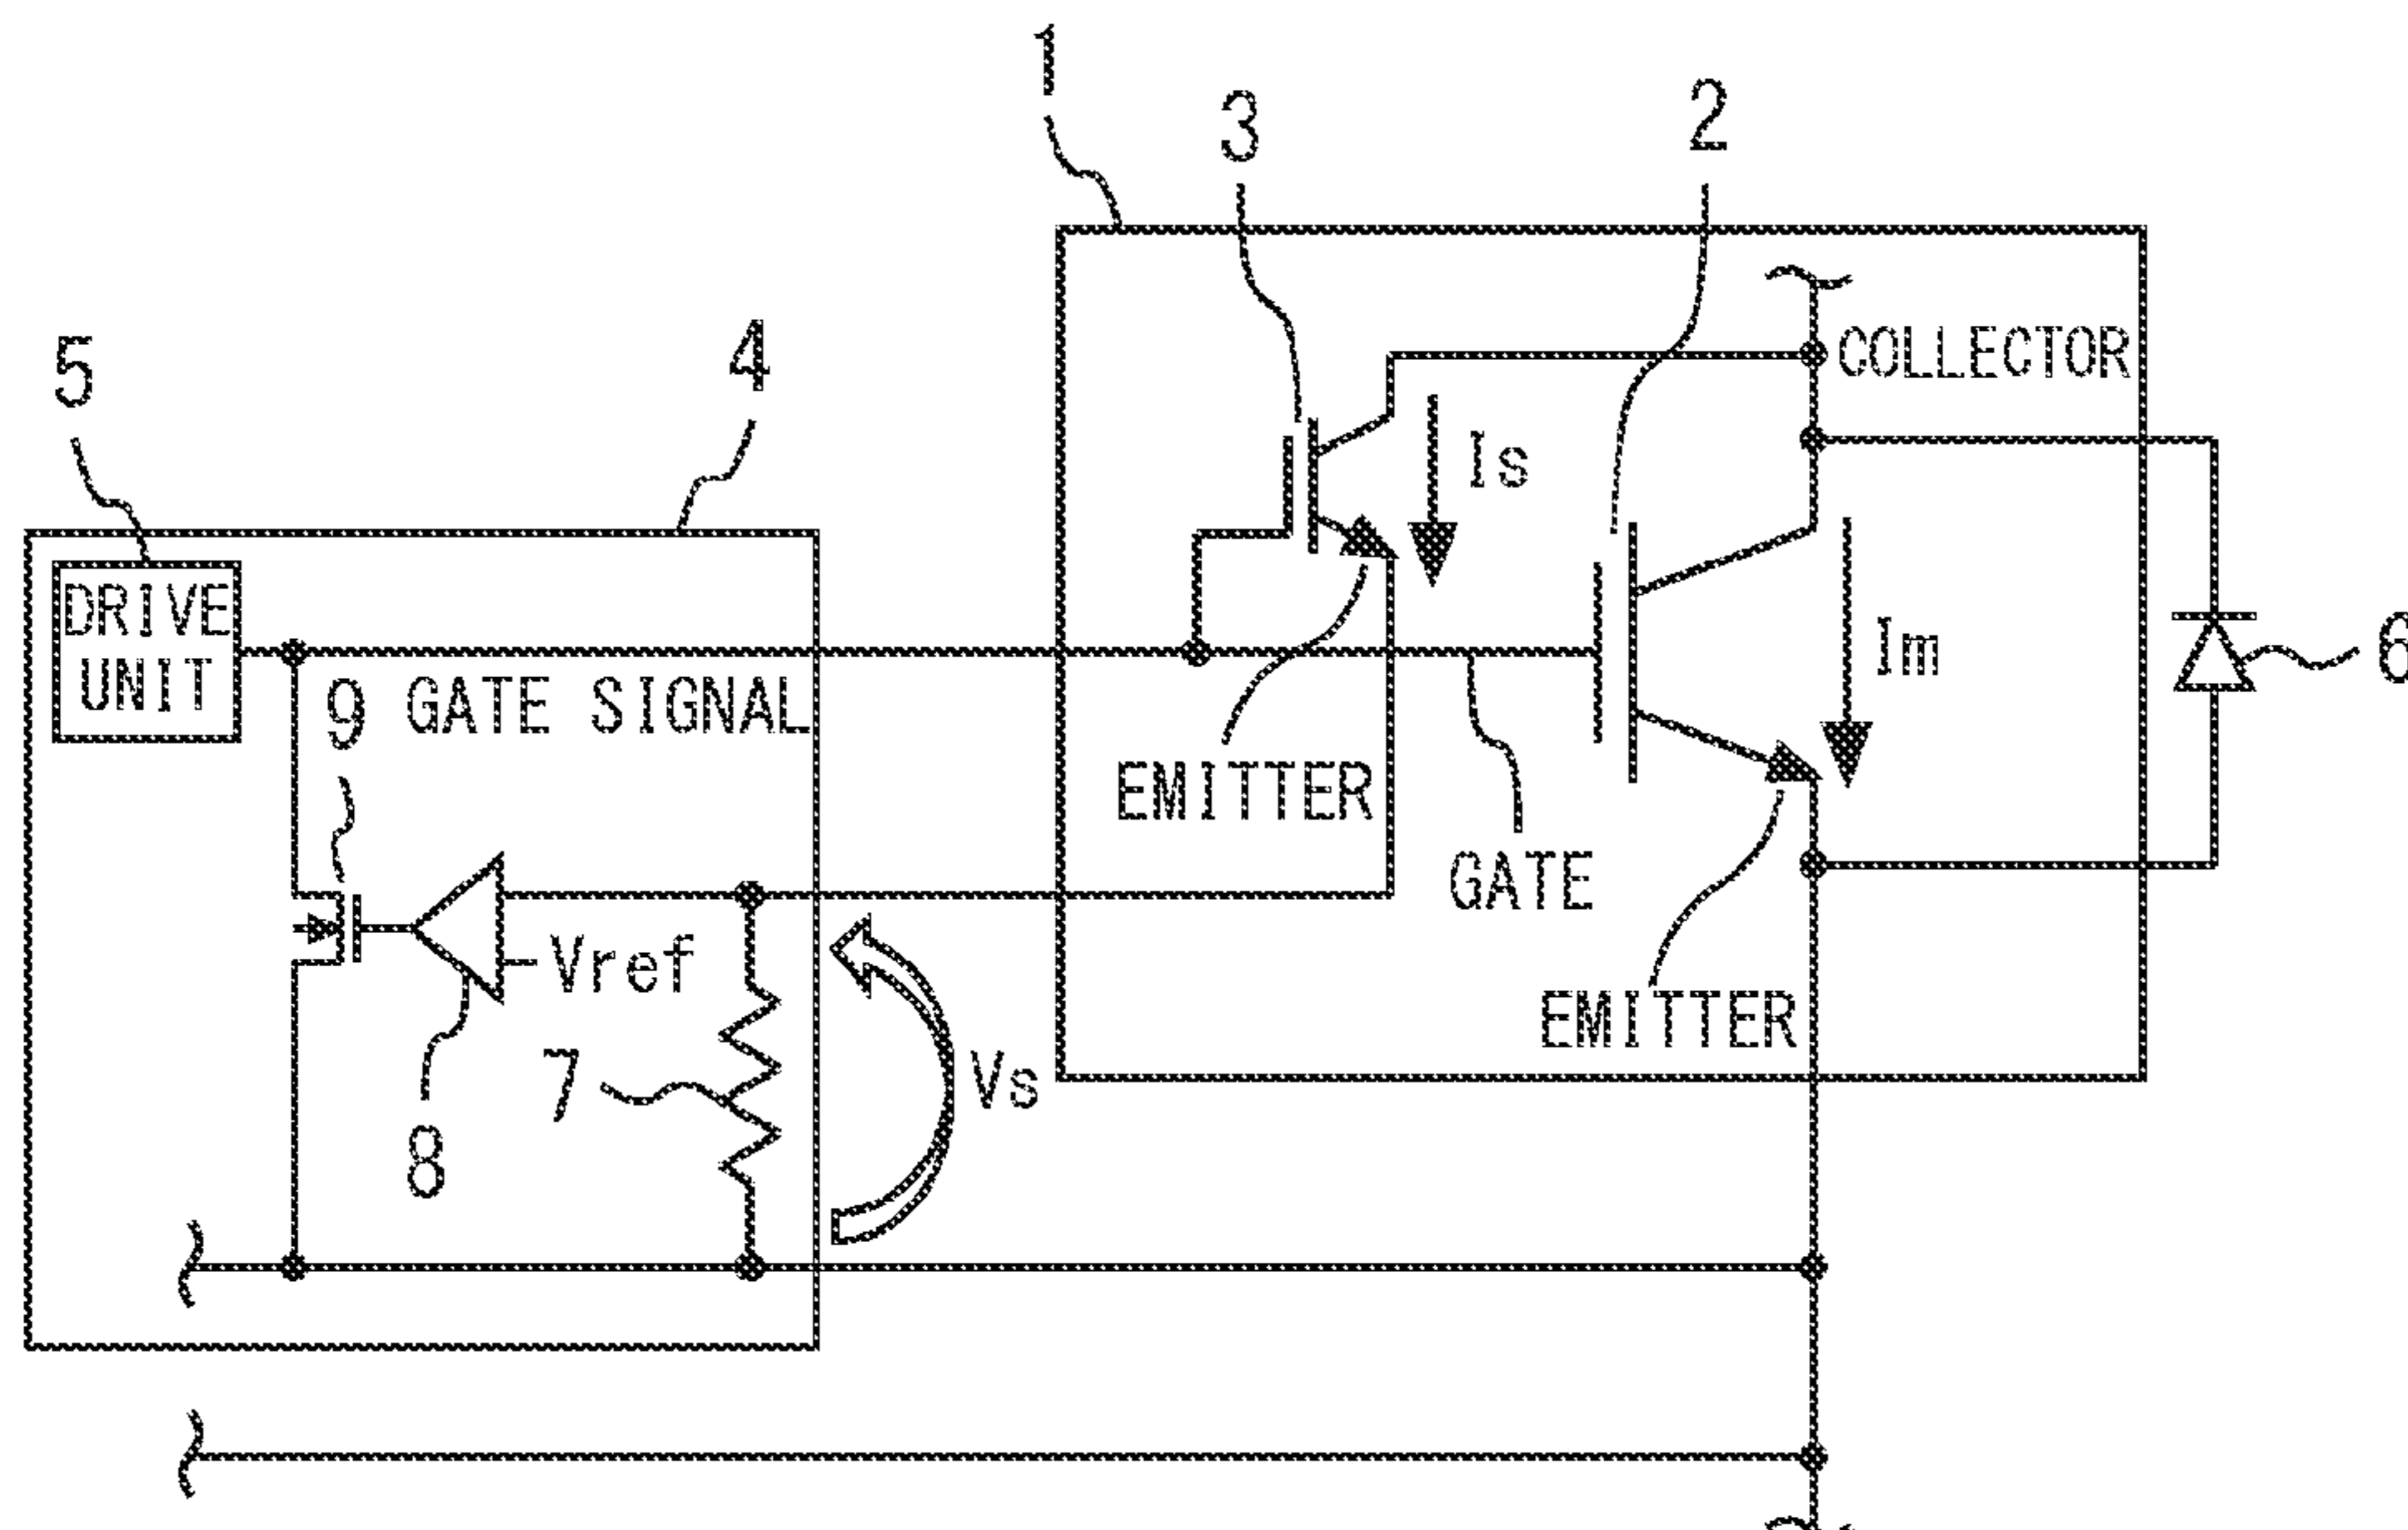 1
3
2
5
4
COLLECTOR
Is
DRIVE
UNIT
9
GATE SIGNAL
Im
6
EMITTER
GATE
Vref
EMITTER
7
Vs
8